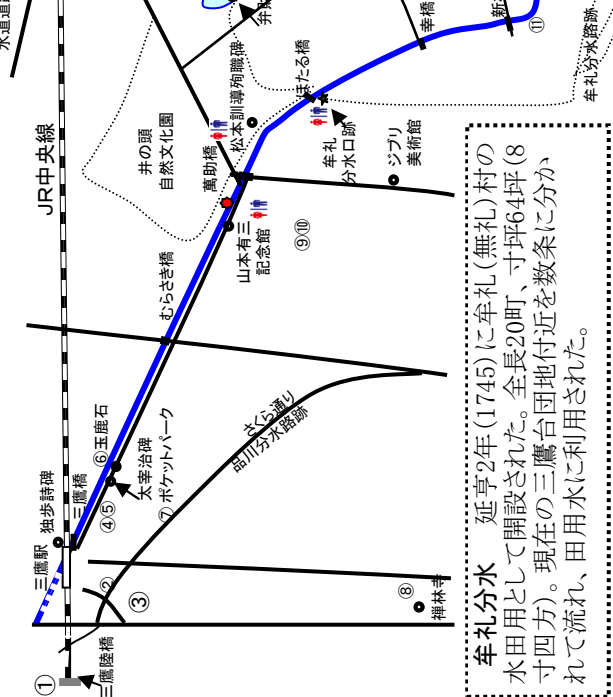 水道道路
JR中央線
井の頭
自然文化園
萬助橋
松本訓導殉職碑
ほたる橋
幸橋
新
⑪
牟礼分水路跡
牟礼
分水口跡
ジブリ
美術館
山本有三
記念館
⑨⑩
むらさき橋
さくら通り
品川分水路跡
三鷹駅
独歩詩碑
三鷹橋
④⑤
⑥玉鹿石
太宰治碑
⑦ ポケットパーク
①
三鷹陸橋
②
③
⑧
禅林寺
牟礼分水 延享2年(1745)に牟礼(無礼)村の
水田用として開設された。全長20町、寸坪64坪(8
寸四方)。現在の三鷹台団地付近を数条に分か
れて流れ、田用水に利用された。